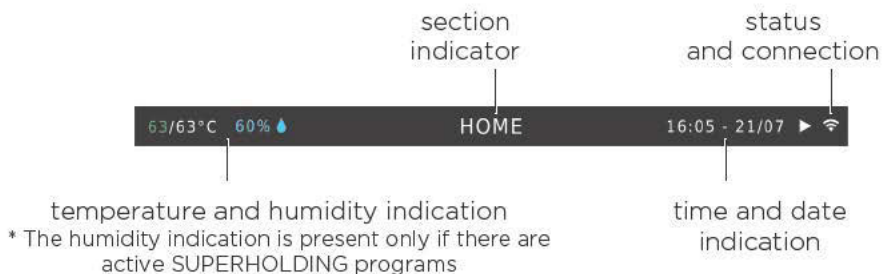 section
indicator
status
and connection
63/63°C 60% HOME 16:05 - 21/07
temperature and humidity indication
* The humidity indication is present only if there are
active SUPERHOLDING programs
time and date
indication